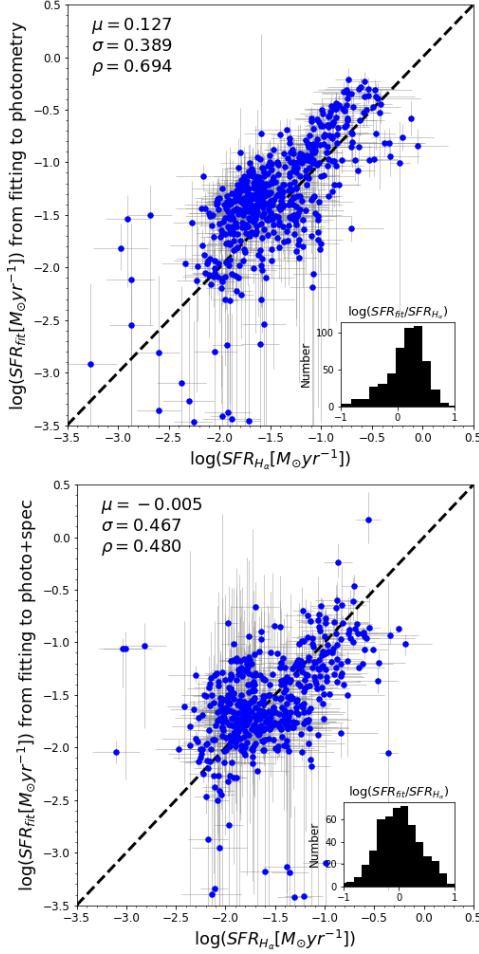 μ = 0.127
σ = 0.389
ρ = 0.694
log(SFR_fit[M⊙yr⁻¹]) from fitting to photometry
0.5
0.0
−0.5
−1.0
−1.5
−2.0
−2.5
−3.0
−3.5
log(SFR_fit/SFR_Hα)
Number
100
50
0
−1 0 1
−3.5 −3.0 −2.5 −2.0 −1.5 −1.0 −0.5 0.0 0.5
log(SFR_Hα[M⊙yr⁻¹])
μ = −0.005
σ = 0.467
ρ = 0.480
log(SFR_fit[M⊙yr⁻¹]) from fitting to photo+spec
0.5
0.0
−0.5
−1.0
−1.5
−2.0
−2.5
−3.0
−3.5
log(SFR_fit/SFR_Hα)
Number
60
40
20
0
−1 0 1
−3.5 −3.0 −2.5 −2.0 −1.5 −1.0 −0.5 0.0 0.5
log(SFR_Hα[M⊙yr⁻¹])